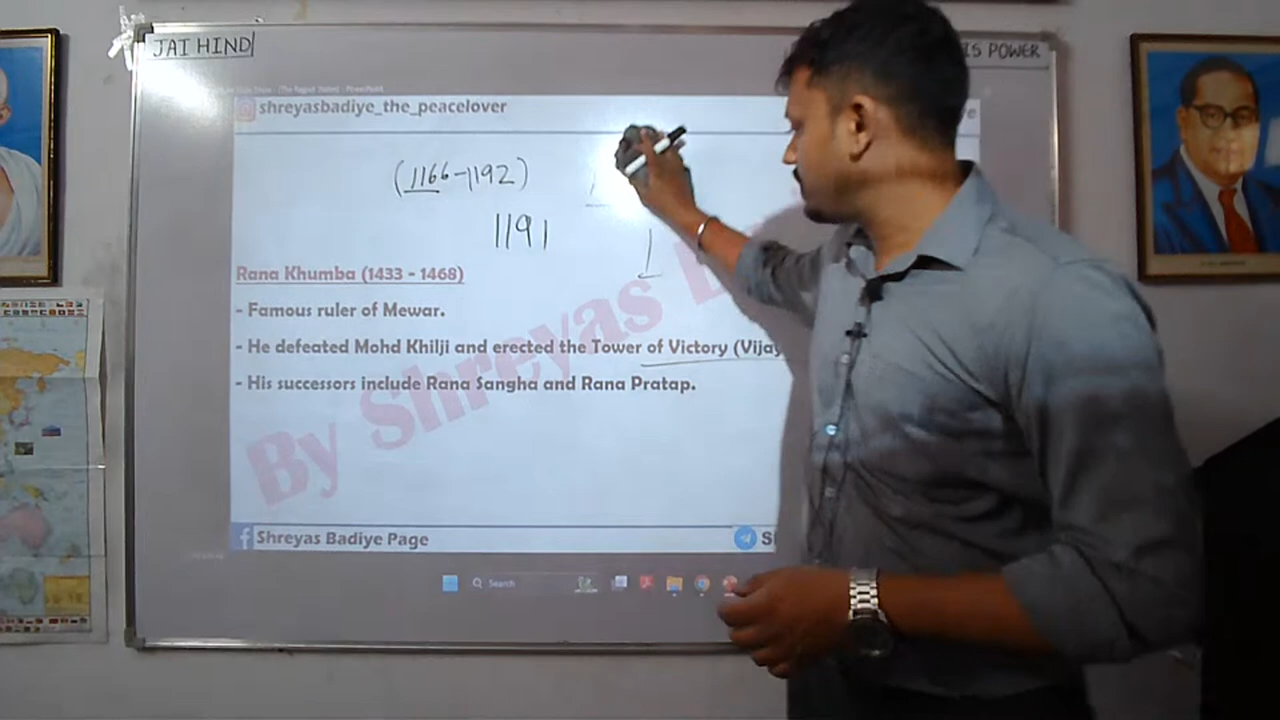 JAI HIND
IS POWER
shreyasbadiye_the_peacelover
(1166-1192)
1191
Rana Khumba (1433 - 1468)
- Famous ruler of Mewar.
- He defeated Mohd Khilji and erected the Tower of Victory (Vijay
- His successors include Rana Sangha and Rana Pratap.
By Shreyas B
Shreyas Badiye Page
Search